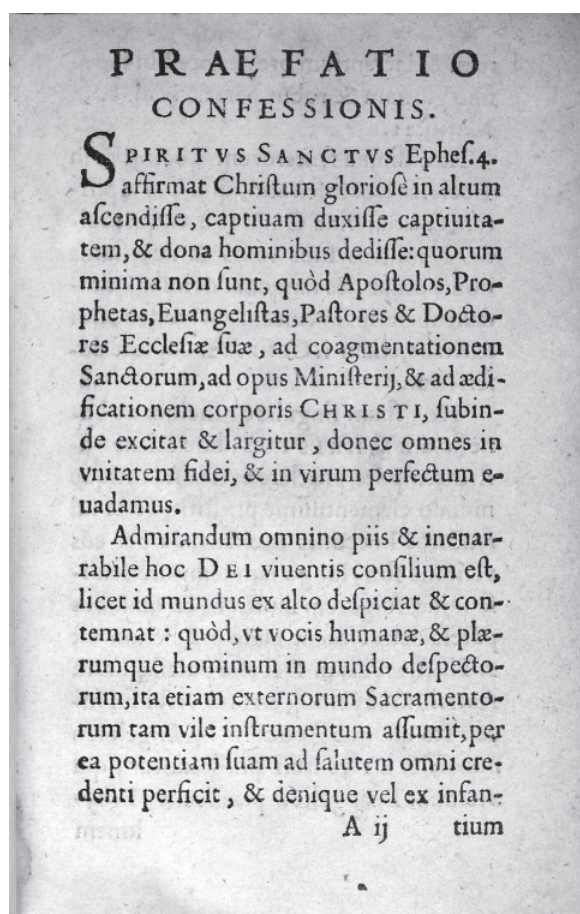 PRAEFATIO
CONFESSIONIS.
SPIRITVS SANCTVS Epheſ.4.
affirmat Chriſtum glorioſè in altum
aſcendiſſe, captiuam duxiſſe captiuita-
tem, & dona hominibus dediſſe: quorum
minima non ſunt, quòd Apoſtolos, Pro-
phetas, Euangeliſtas, Paſtores & Docto-
res Eccleſiæ ſuæ, ad coagmentationem
Sanctorum, ad opus Miniſterij, & ad ædi-
ficationem corporis CHRISTI, ſubin-
de excitat & largitur, donec omnes in
vnitatem fidei, & in virum perfectum e-
uadamus.
Admirandum omnino piis & inenar-
rabile hoc DEI viuentis conſilium eſt,
licet id mundus ex alto deſpiciat & con-
temnat: quòd, vt vocis humanæ, & plæ-
rumque hominum in mundo deſpecto-
rum, ita etiam externorum Sacramento-
rum tam vile inſtrumentum aſſumit, per
ea potentiam ſuam ad ſalutem omni cre-
denti perficit, & denique vel ex infan-
A ij tium